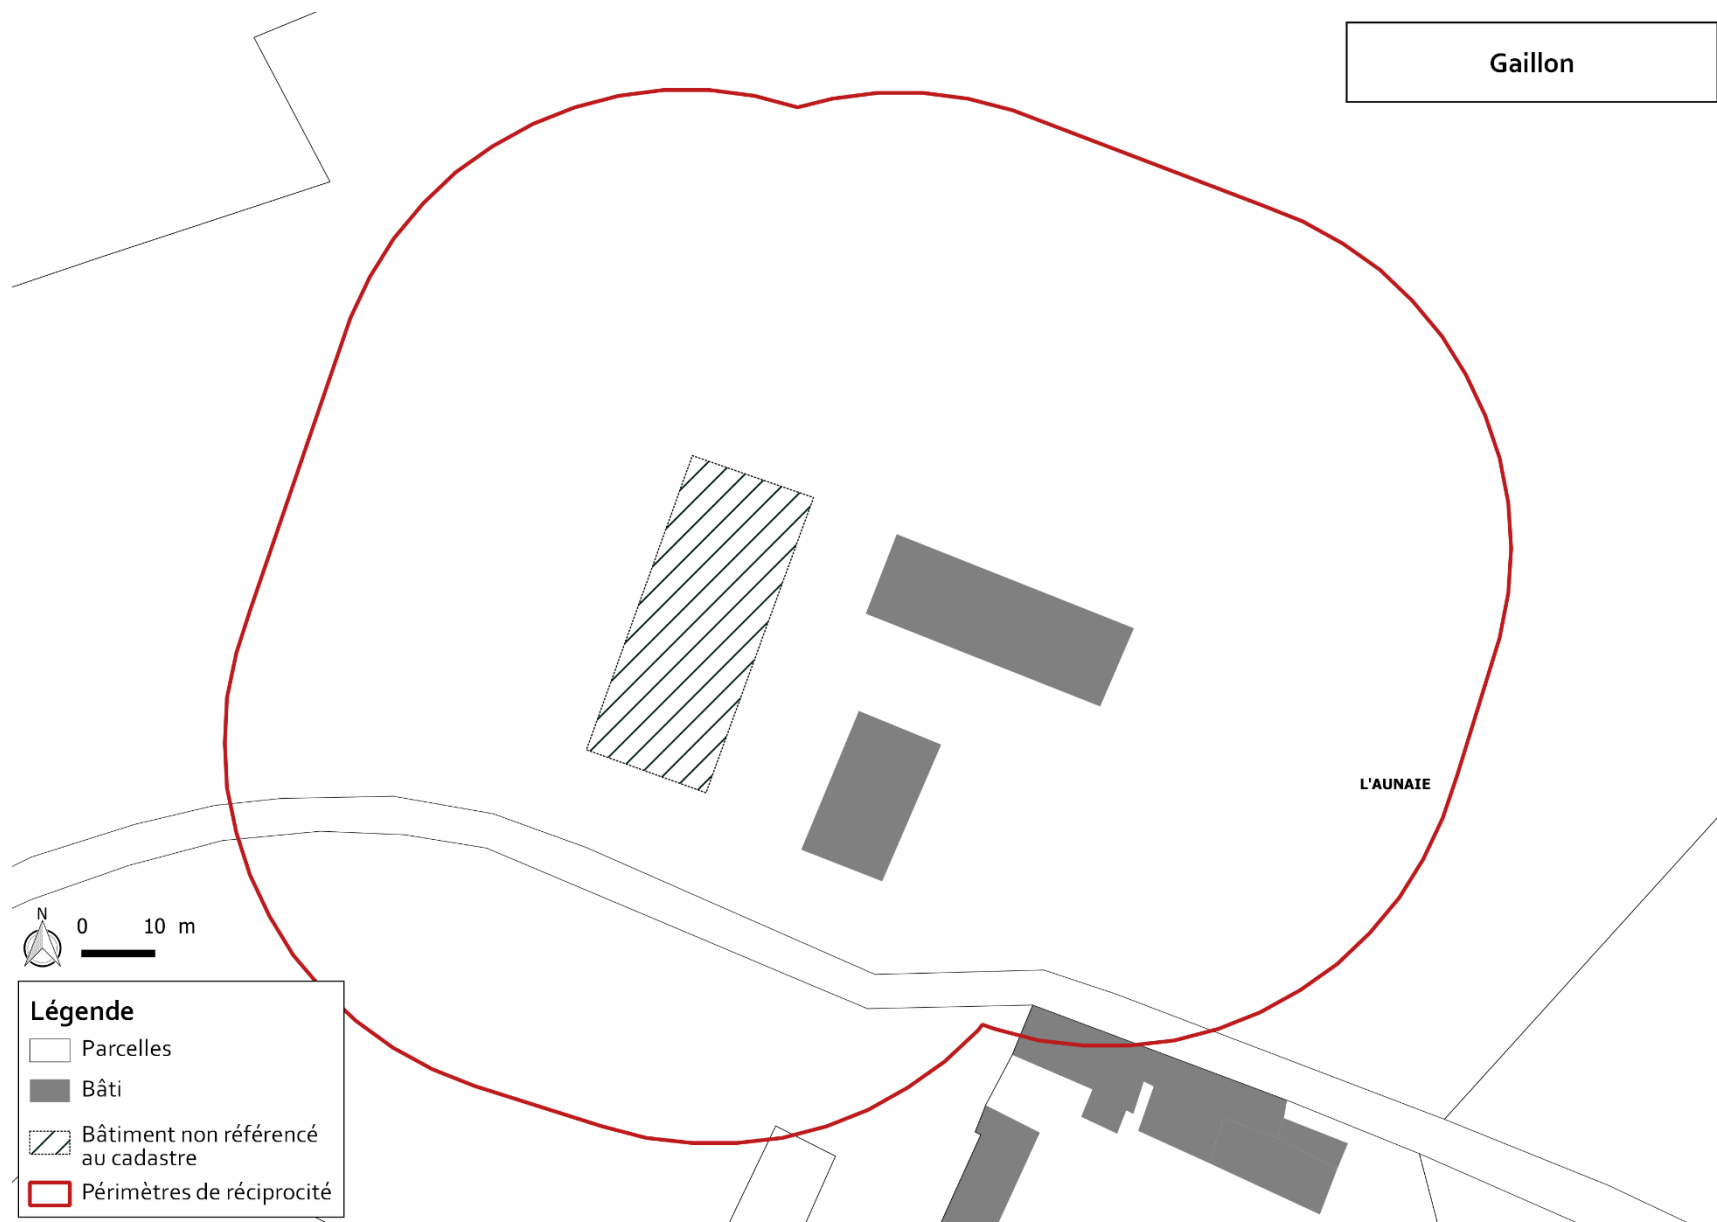 Gaillon
L'AUNAIE
N
0 10 m
Légende
Parcelles
Bâti
Bâtiment non référencé
au cadastre
Périmètres de réciprocité